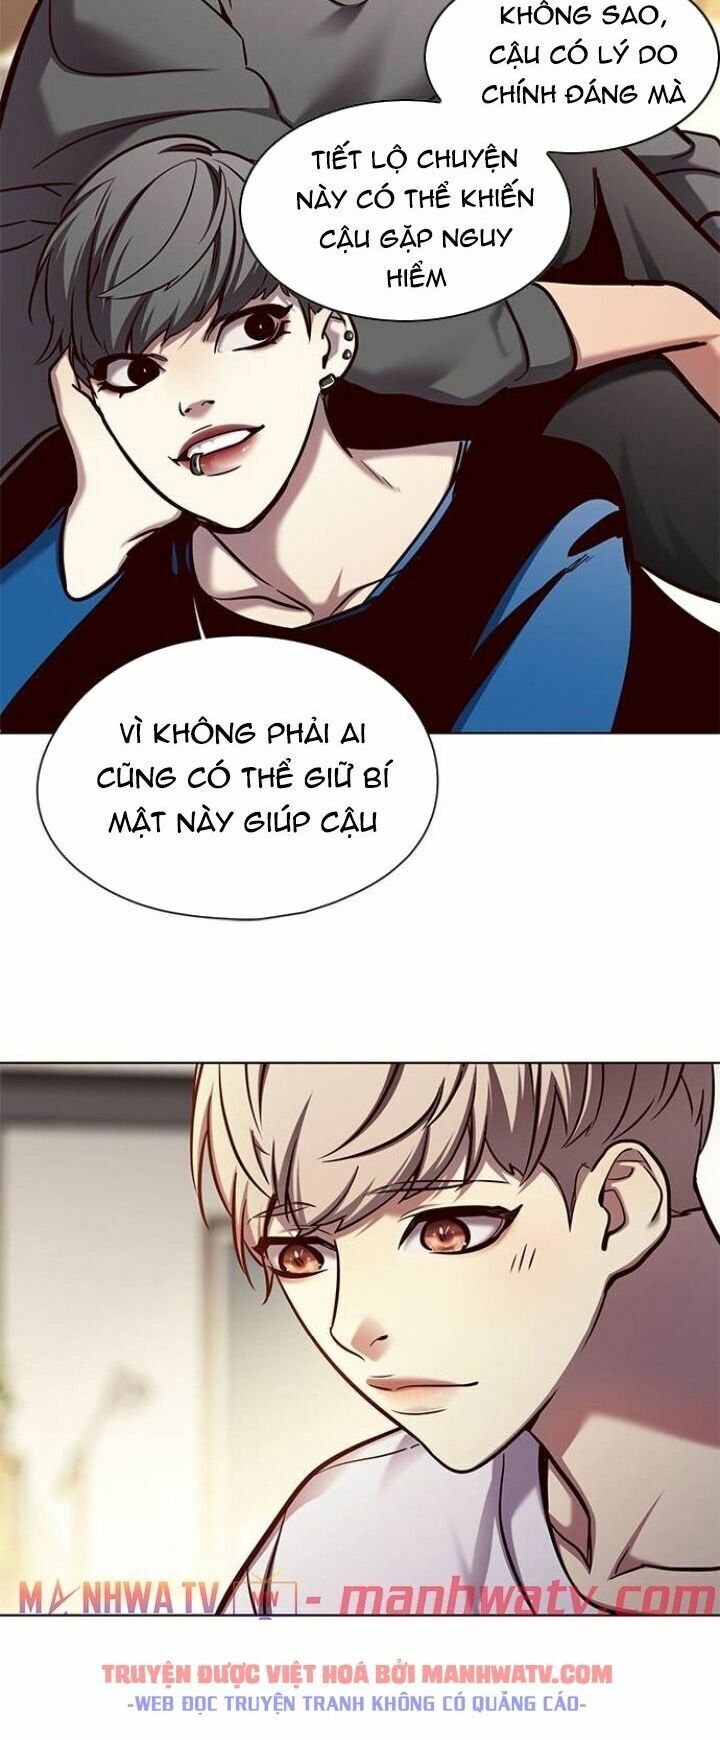 KHÔNG SAO,
CẬU CÓ LÝ DO
CHÍNH ĐÁNG MÀ
TIẾT LỘ CHUYỆN
NÀY CÓ THỂ KHIẾN
CẬU GẶP NGUY
HIỂM
VÌ KHÔNG PHẢI AI
CŨNG CÓ THỂ GIỮ BÍ
MẬT NÀY GIÚP CẬU
MANHWATV - manhwatv.com
TRUYỆN ĐƯỢC VIỆT HOÁ BỞI MANHWATV.COM
-WEB ĐỌC TRUYỆN TRANH KHÔNG CÓ QUẢNG CÁO-